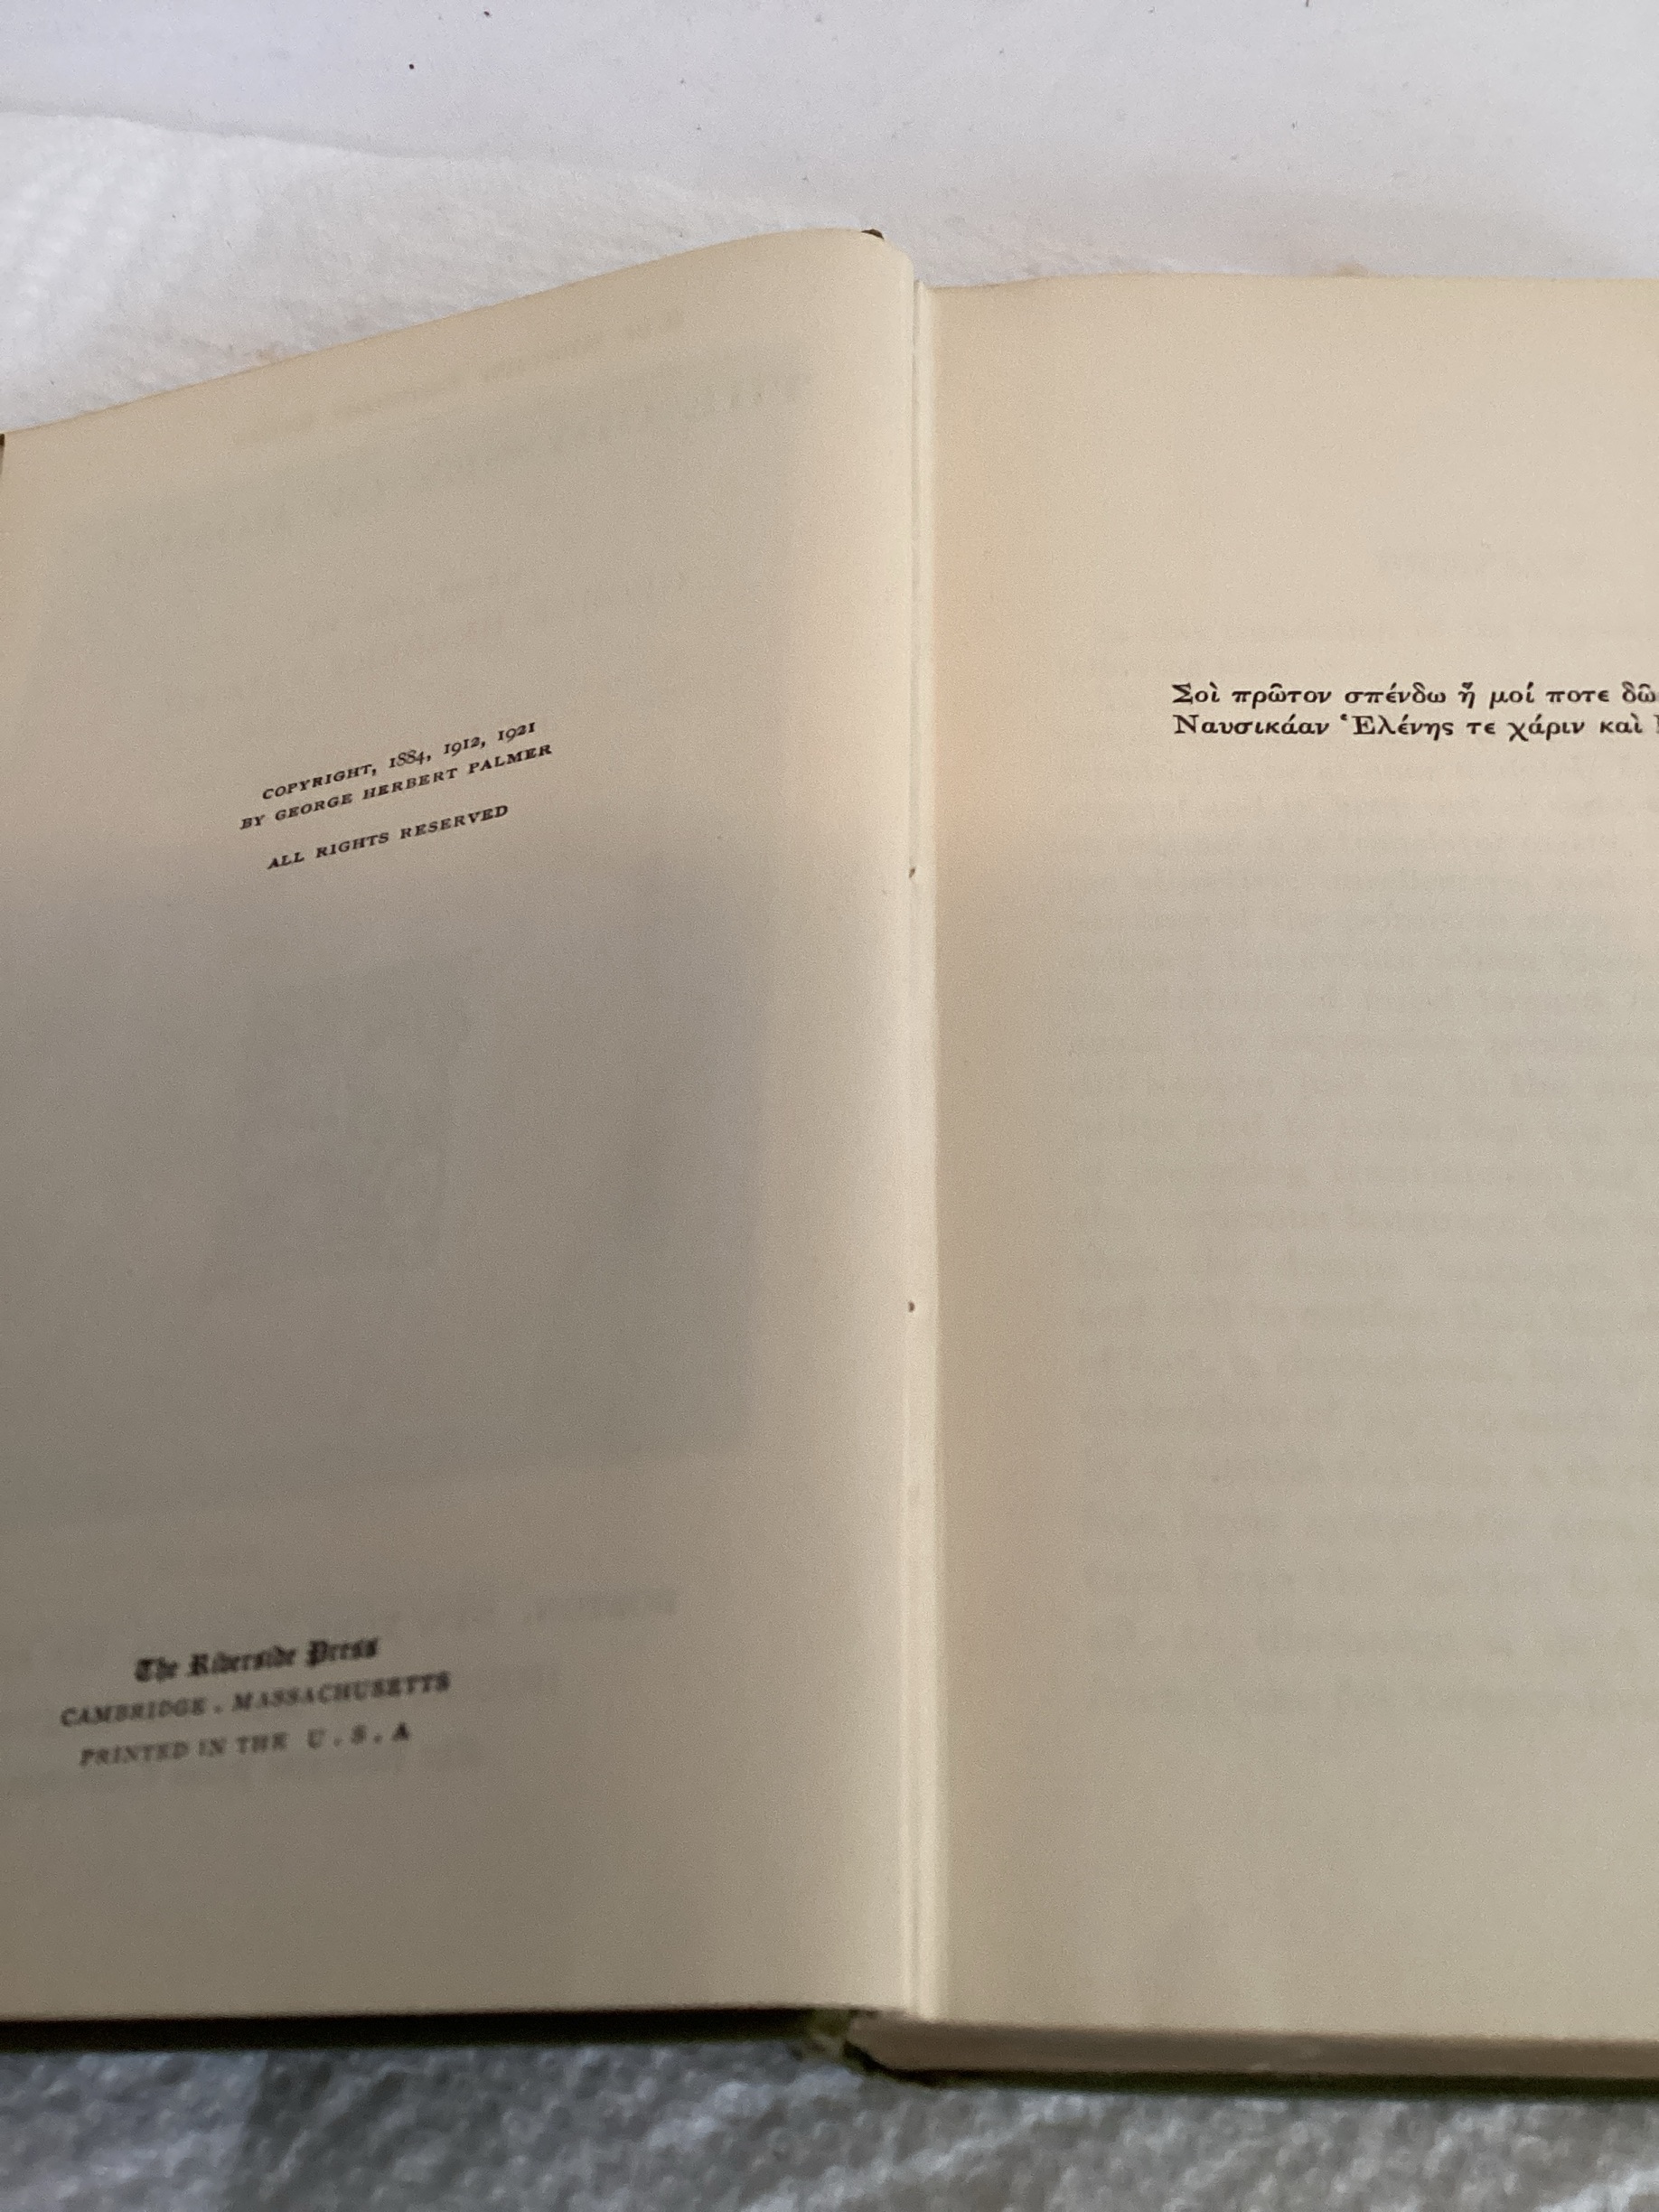 COPYRIGHT, 1884, 1912, 1921
BY GEORGE HERBERT PALMER
ALL RIGHTS RESERVED
The Riverside Press
CAMBRIDGE . MASSACHUSETTS
PRINTED IN THE U . S . A
Σοὶ πρῶτον σπένδω ἥ μοί ποτε
Ναυσικάαν Ἑλένης τε χάριν καὶ